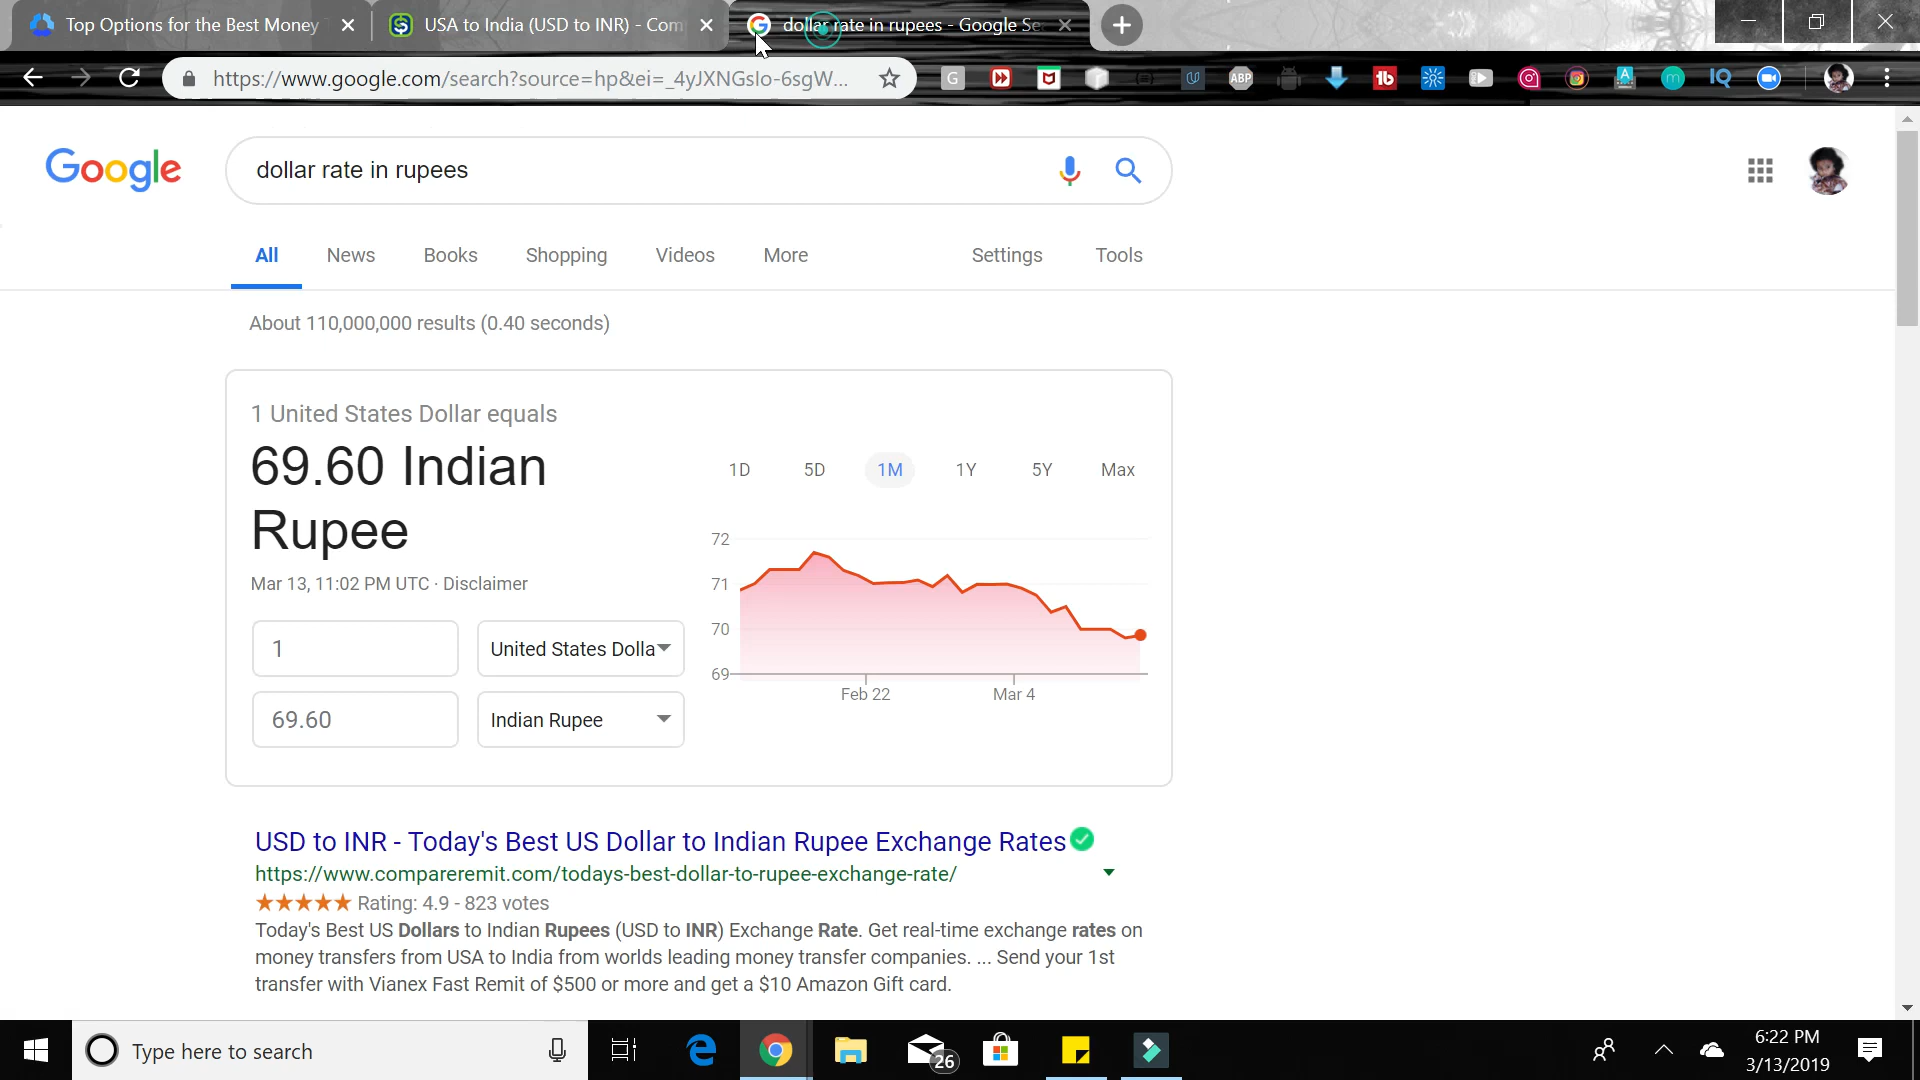 Top Options for the Best Money
USA to India (USD to INR) - Com
dollar rate in rupees - Google Se
https://www.google.com/search?source=hp&ei=_4yJXNGslo-6sgW...
G
ABP
IQ
Google
dollar rate in rupees
All News Books Shopping Videos More Settings Tools
About 110,000,000 results (0.40 seconds)
1 United States Dollar equals
69.60 Indian
Rupee
Mar 13, 11:02 PM UTC · Disclaimer
1 United States Dolla
69.60 Indian Rupee
1D 5D 1M 1Y 5Y Max
72
71
70
69
Feb 22 Mar 4
USD to INR - Today's Best US Dollar to Indian Rupee Exchange Rates
https://www.compareremit.com/todays-best-dollar-to-rupee-exchange-rate/
Rating: 4.9 - 823 votes
Today's Best US Dollars to Indian Rupees (USD to INR) Exchange Rate. Get real-time exchange rates on
money transfers from USA to India from worlds leading money transfer companies. ... Send your 1st
transfer with Vianex Fast Remit of $500 or more and get a $10 Amazon Gift card.
Type here to search
26
6:22 PM
3/13/2019